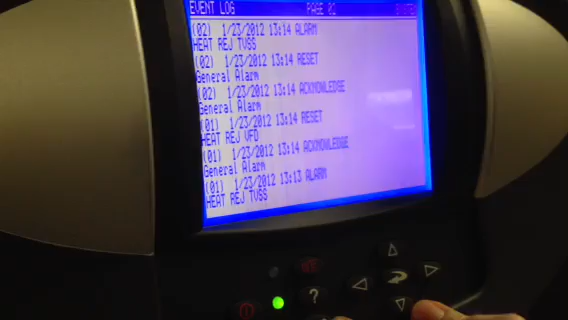 EVENT LOG PAGE 02 SYSTEM
(02) 1/23/2012 13:14 ALARM
HEAT REJ TVSS
(02) 1/23/2012 13:14 RESET
General Alarm
(02) 1/23/2012 13:14 ACKNOWLEDGE
General Alarm
(01) 1/23/2012 13:14 RESET
HEAT REJ VFD
(01) 1/23/2012 13:14 ACKNOWLEDGE
General Alarm
(01) 1/23/2012 13:13 ALARM
HEAT REJ TVSS
?